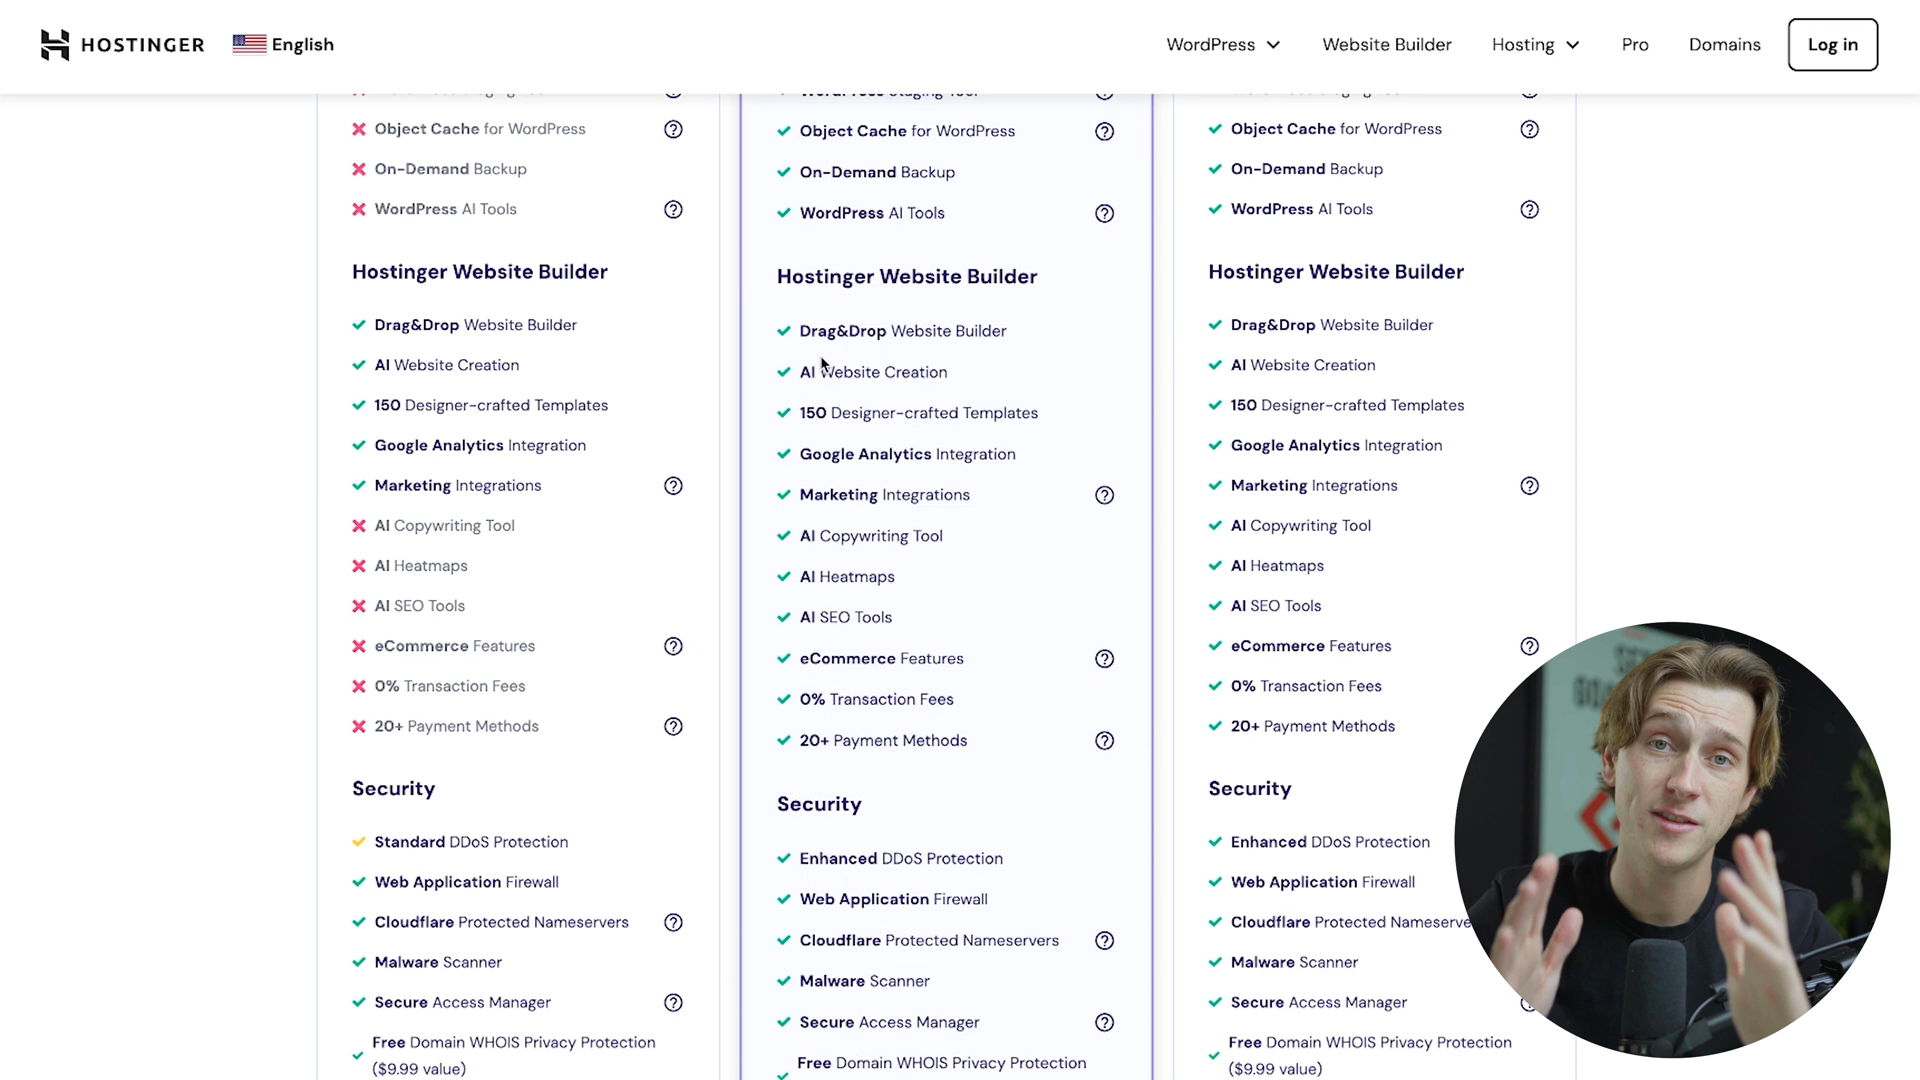 HOSTINGER
English
WordPress
Website Builder
Hosting
Pro
Domains
Log in
Object Cache for WordPress
On-Demand Backup
WordPress AI Tools
Hostinger Website Builder
Drag&Drop Website Builder
AI Website Creation
150 Designer-crafted Templates
Google Analytics Integration
Marketing Integrations
AI Copywriting Tool
AI Heatmaps
AI SEO Tools
eCommerce Features
0% Transaction Fees
20+ Payment Methods
Security
Standard DDoS Protection
Web Application Firewall
Cloudflare Protected Nameservers
Malware Scanner
Secure Access Manager
Free Domain WHOIS Privacy Protection
($9.99 value)
WordPress Staging Tool
Object Cache for WordPress
On-Demand Backup
WordPress AI Tools
Hostinger Website Builder
Drag&Drop Website Builder
AI Website Creation
150 Designer-crafted Templates
Google Analytics Integration
Marketing Integrations
AI Copywriting Tool
AI Heatmaps
AI SEO Tools
eCommerce Features
0% Transaction Fees
20+ Payment Methods
Security
Enhanced DDoS Protection
Web Application Firewall
Cloudflare Protected Nameservers
Malware Scanner
Secure Access Manager
Free Domain WHOIS Privacy Protection
Object Cache for WordPress
On-Demand Backup
WordPress AI Tools
Hostinger Website Builder
Drag&Drop Website Builder
AI Website Creation
150 Designer-crafted Templates
Google Analytics Integration
Marketing Integrations
AI Copywriting Tool
AI Heatmaps
AI SEO Tools
eCommerce Features
0% Transaction Fees
20+ Payment Methods
Security
Enhanced DDoS Protection
Web Application Firewall
Cloudflare Protected Nameserve
Malware Scanner
Secure Access Manager
Free Domain WHOIS Privacy Protection
($9.99 value)